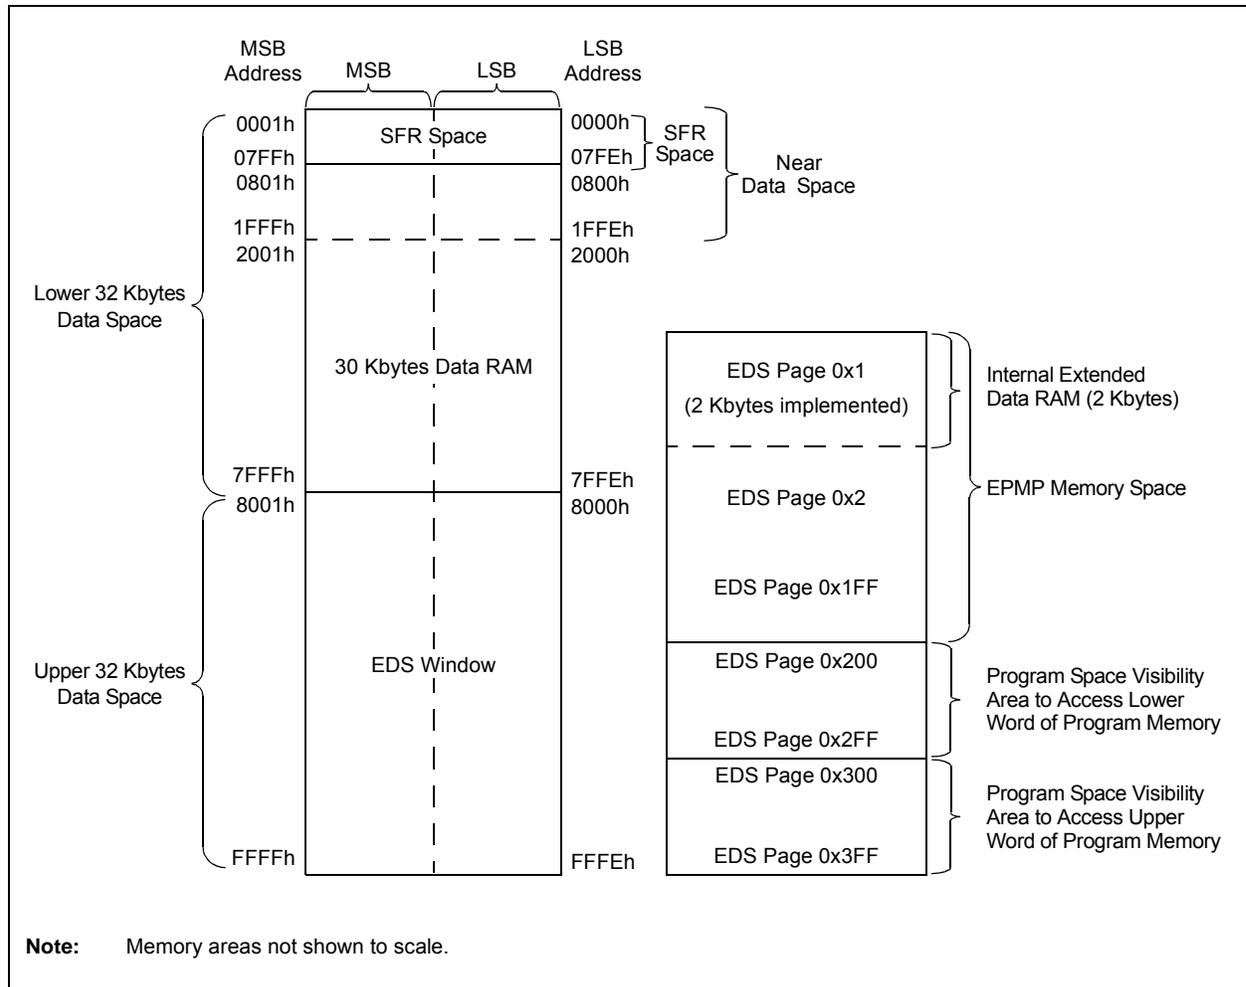 MSB
Address
MSB
LSB
LSB
Address
0001h
SFR Space
0000h
SFR
Space
07FFh
07FEh
Near
Data Space
0801h
0800h
1FFFh
1FFEh
2001h
2000h
Lower 32 Kbytes
Data Space
30 Kbytes Data RAM
7FFFh
7FFEh
8001h
8000h
Upper 32 Kbytes
Data Space
EDS Window
FFFFh
FFFEh
EDS Page 0x1
(2 Kbytes implemented)
Internal Extended
Data RAM (2 Kbytes)
EDS Page 0x2
EPMP Memory Space
EDS Page 0x1FF
EDS Page 0x200
EDS Page 0x2FF
Program Space Visibility
Area to Access Lower
Word of Program Memory
EDS Page 0x300
EDS Page 0x3FF
Program Space Visibility
Area to Access Upper
Word of Program Memory
Note: Memory areas not shown to scale.